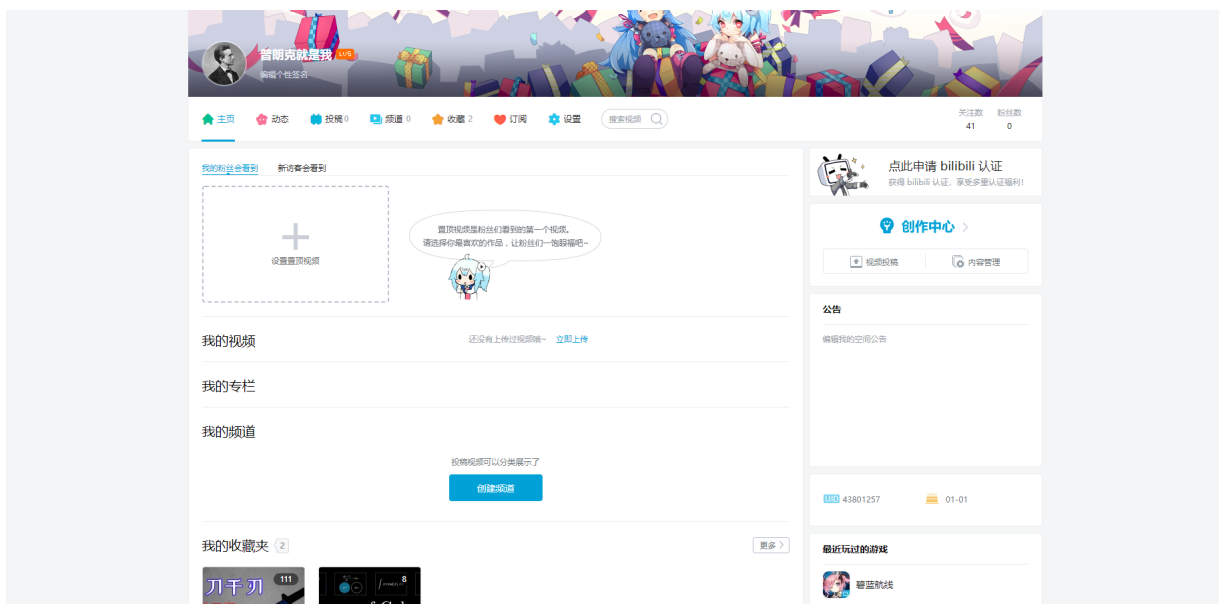 普朗克就是我 LV5
编辑个性签名
主页 动态 投稿 0 频道 0 收藏 2 订阅 设置 搜索视频
关注数 粉丝数
41 0
我的粉丝会看到 新访客会看到
设置置顶视频
置顶视频是粉丝们看到的第一个视频。
请选择你最喜欢的作品，让粉丝们一饱眼福吧~
我的视频 还没有上传过视频哦~ 立即上传
我的专栏
我的频道
投稿视频可以分类展示了
创建频道
我的收藏夹 2 更多
刀千刃 111
8
点此申请 bilibili 认证
获得 bilibili 认证，享受多重认证福利！
创作中心
视频投稿 内容管理
公告
编辑我的空间公告
UID 43801257 01-01
最近玩过的游戏
碧蓝航线